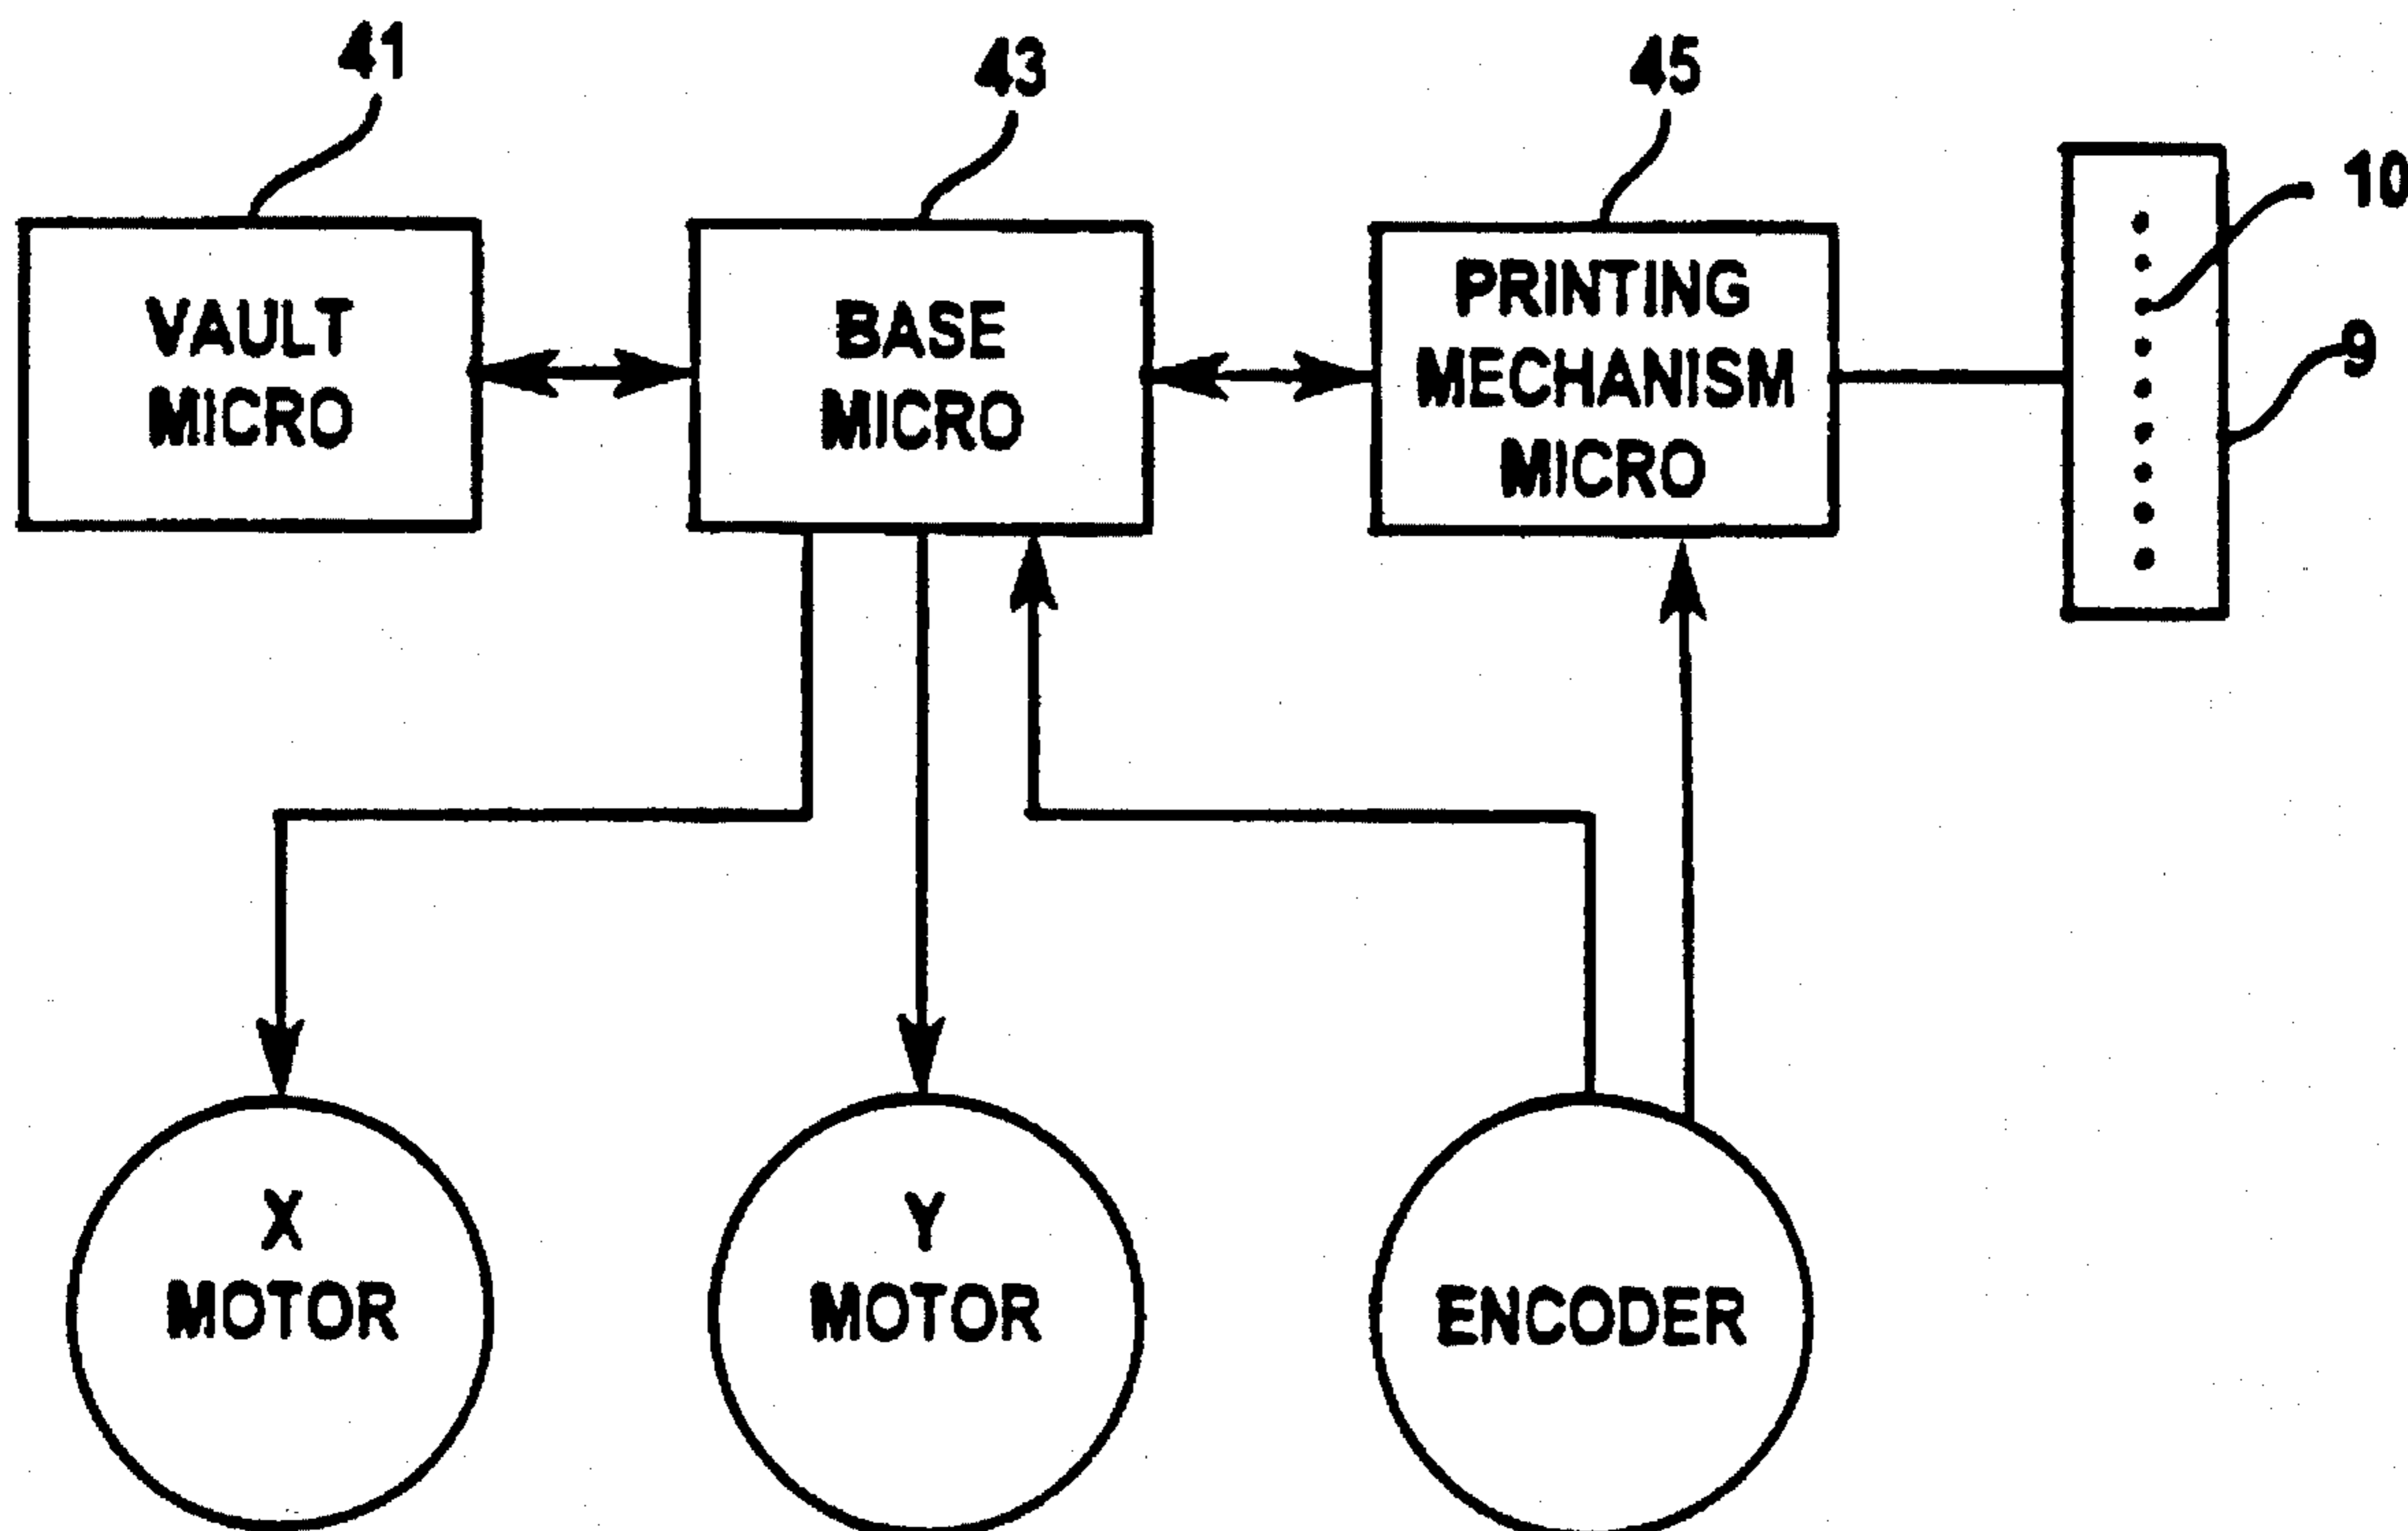 41
43
45
10
9
VAULT
MICRO
BASE
MICRO
PRINTING
MECHANISM
MICRO
X
MOTOR
Y
MOTOR
ENCODER